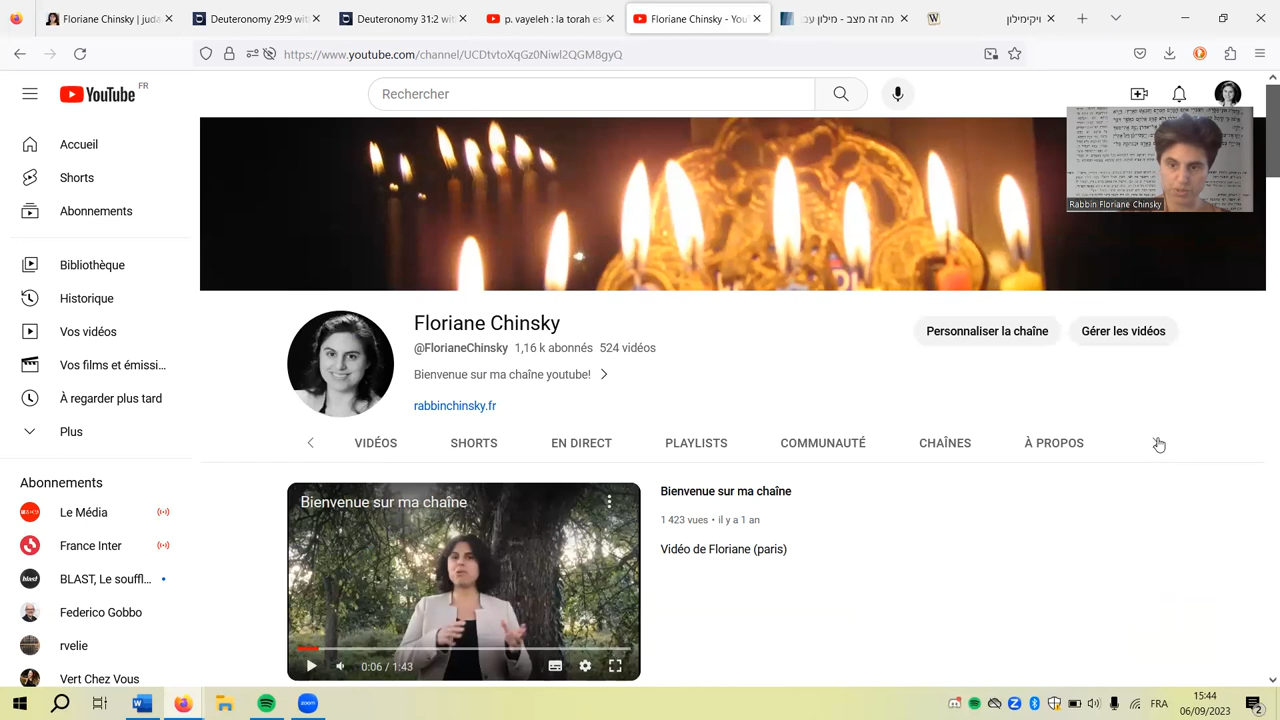 Floriane Chinsky | juda
Deuteronomy 29:9 with
Deuteronomy 31:2 with
p. vayeleh : la torah es
Floriane Chinsky - You
מה זה מצב - מילון עב
W
ויקימילון
https://www.youtube.com/channel/UCDtvtoXqGz0Niwl2QGM8gyQ
YouTube FR
Rechercher
Rabbin Floriane Chinsky
Accueil
Shorts
Abonnements
Bibliothèque
Historique
Vos vidéos
Vos films et émissi...
À regarder plus tard
Plus
Abonnements
Le Média
France Inter
blast
BLAST, Le souffl...
Federico Gobbo
rvelie
Vert Chez Vous
Floriane Chinsky
@FlorianeChinsky 1,16 k abonnés 524 vidéos
Bienvenue sur ma chaîne youtube!
rabbinchinsky.fr
Personnaliser la chaîne
Gérer les vidéos
VIDÉOS SHORTS EN DIRECT PLAYLISTS COMMUNAUTÉ CHAÎNES À PROPOS
Bienvenue sur ma chaîne
0:06 / 1:43
Bienvenue sur ma chaîne
1 423 vues • il y a 1 an
Vidéo de Floriane (paris)
zoom
FRA
15:44
06/09/2023
2